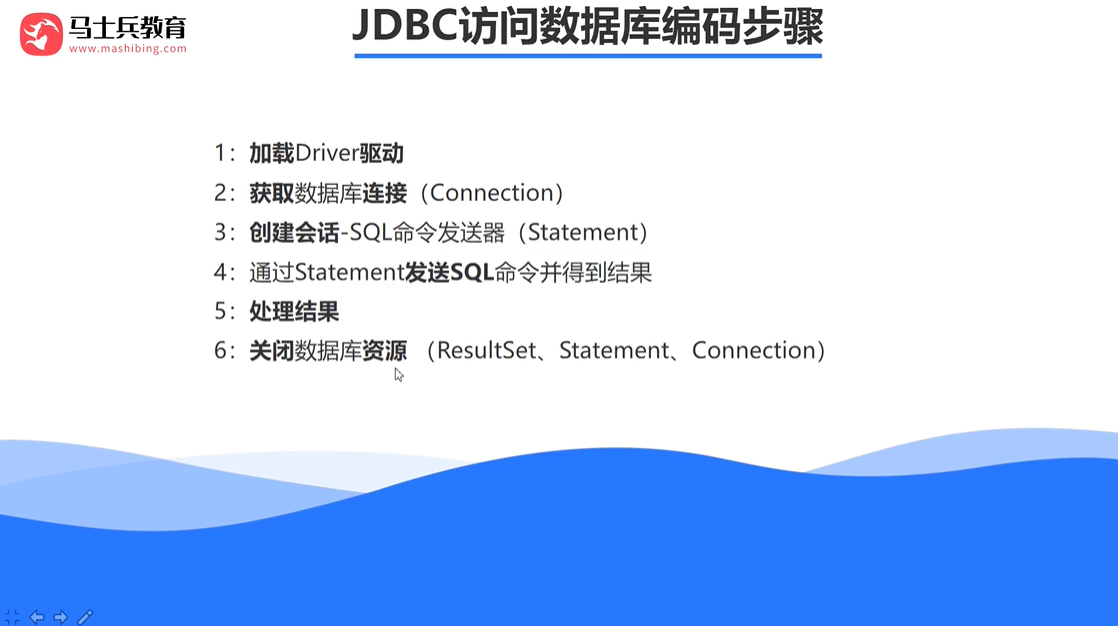 马士兵教育
www.mashibing.com
JDBC访问数据库编码步骤
1：加载Driver驱动
2：获取数据库连接（Connection）
3：创建会话-SQL命令发送器（Statement）
4：通过Statement发送SQL命令并得到结果
5：处理结果
6：关闭数据库资源 （ResultSet、Statement、Connection）